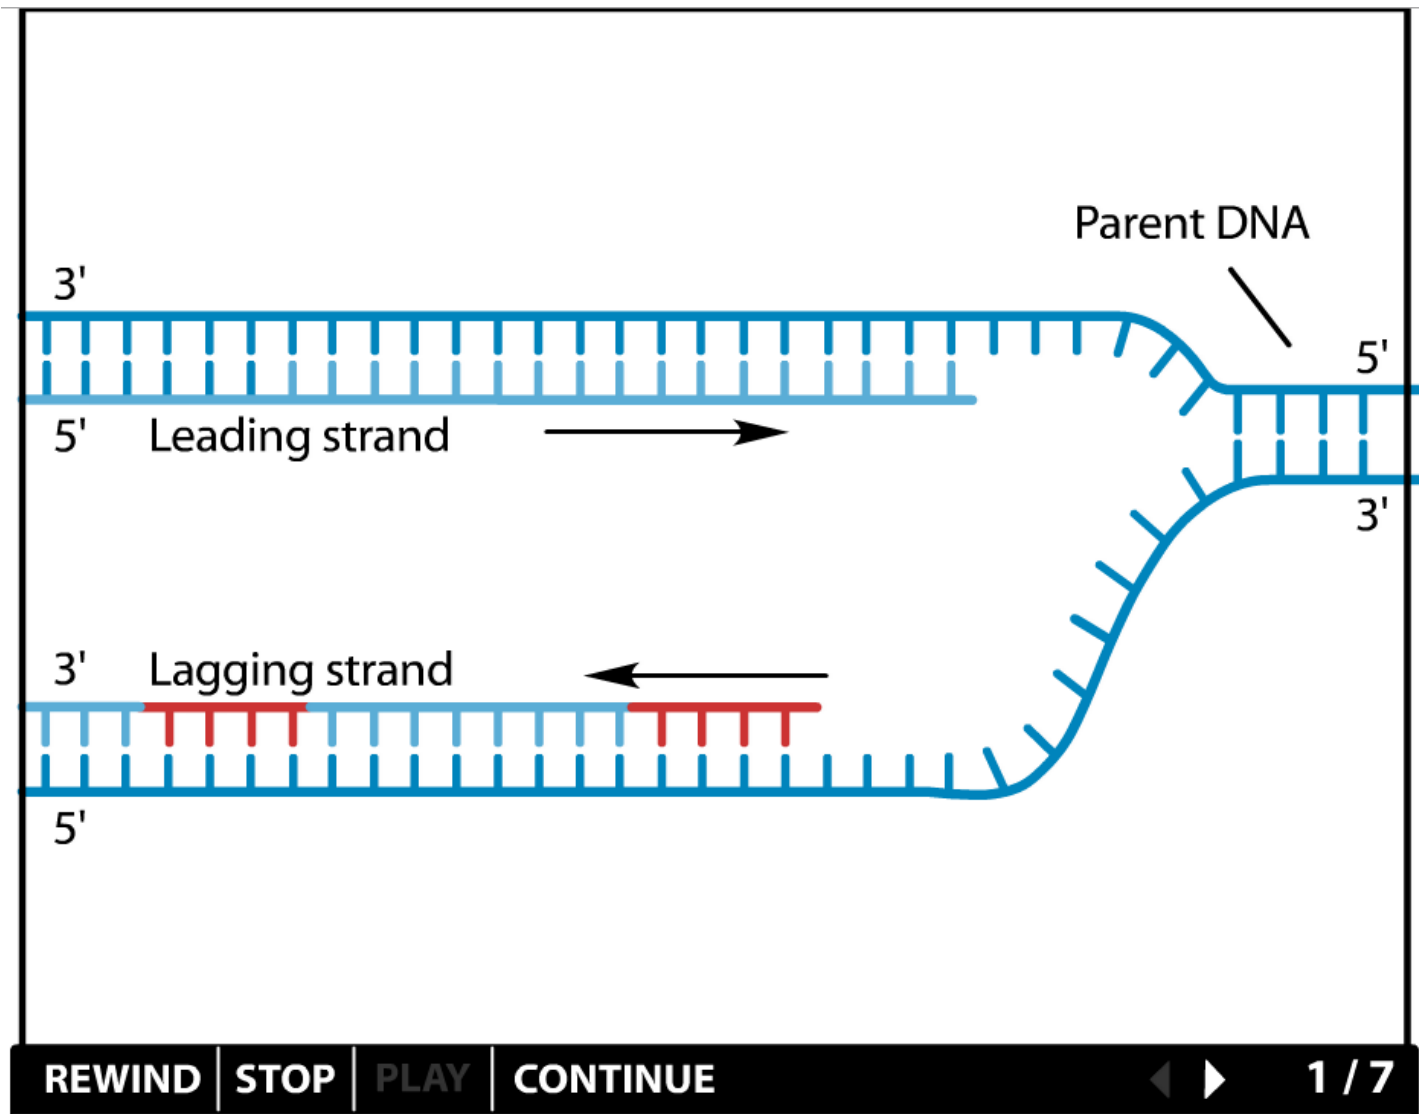 Parent DNA
3'
5'
5'
Leading strand
3'
3'
Lagging strand
5'
REWIND
STOP
PLAY
CONTINUE
1 / 7